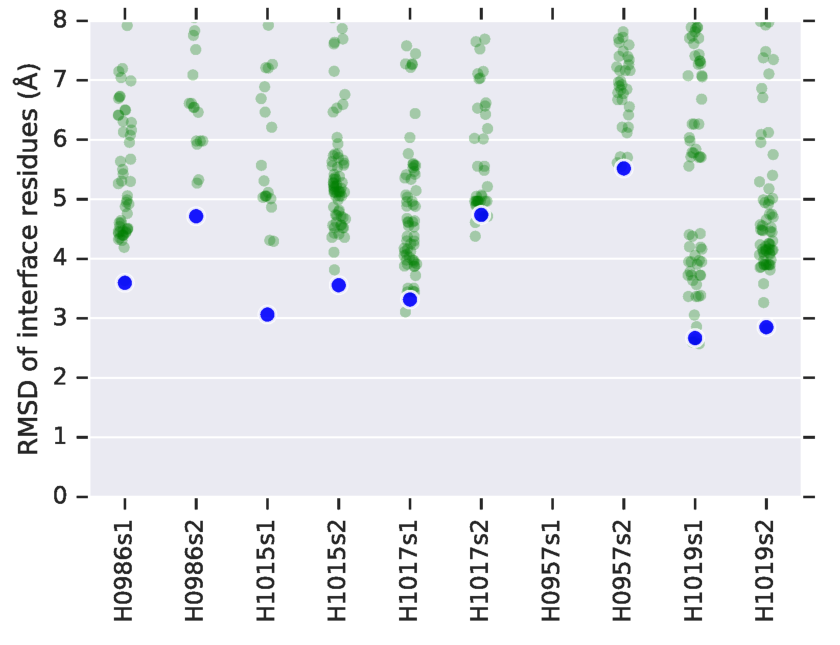 RMSD of interface residues (Å)
8
7
6
5
4
3
2
1
0
H0986s1
H0986s2
H1015s1
H1015s2
H1017s1
H1017s2
H0957s1
H0957s2
H1019s1
H1019s2